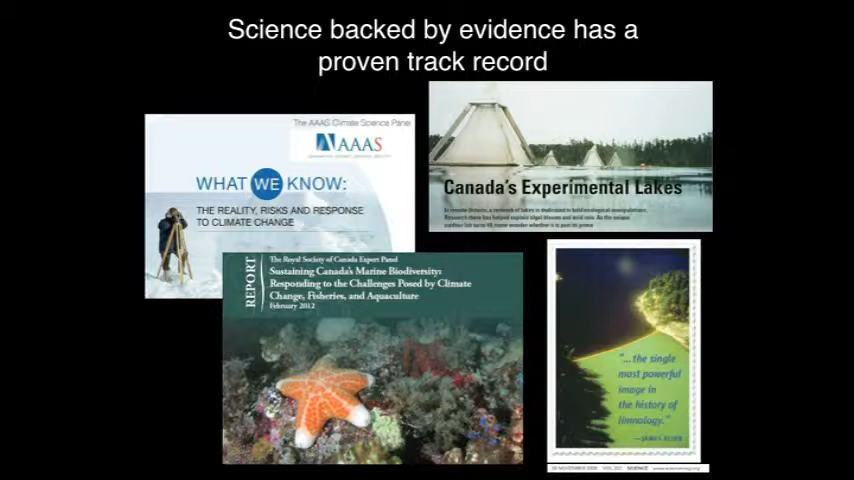 Science backed by evidence has a
proven track record
The AAAS Climate Science Panel
AAAS
WHAT WE KNOW:
THE REALITY, RISKS AND RESPONSE
TO CLIMATE CHANGE
Canada's Experimental Lakes
REPORT
The Royal Society of Canada Expert Panel
Sustaining Canada's Marine Biodiversity:
Responding to the Challenges Posed by Climate
Change, Fisheries, and Aquaculture
February 2012
"...the single
most powerful
image in
the history of
limnology."